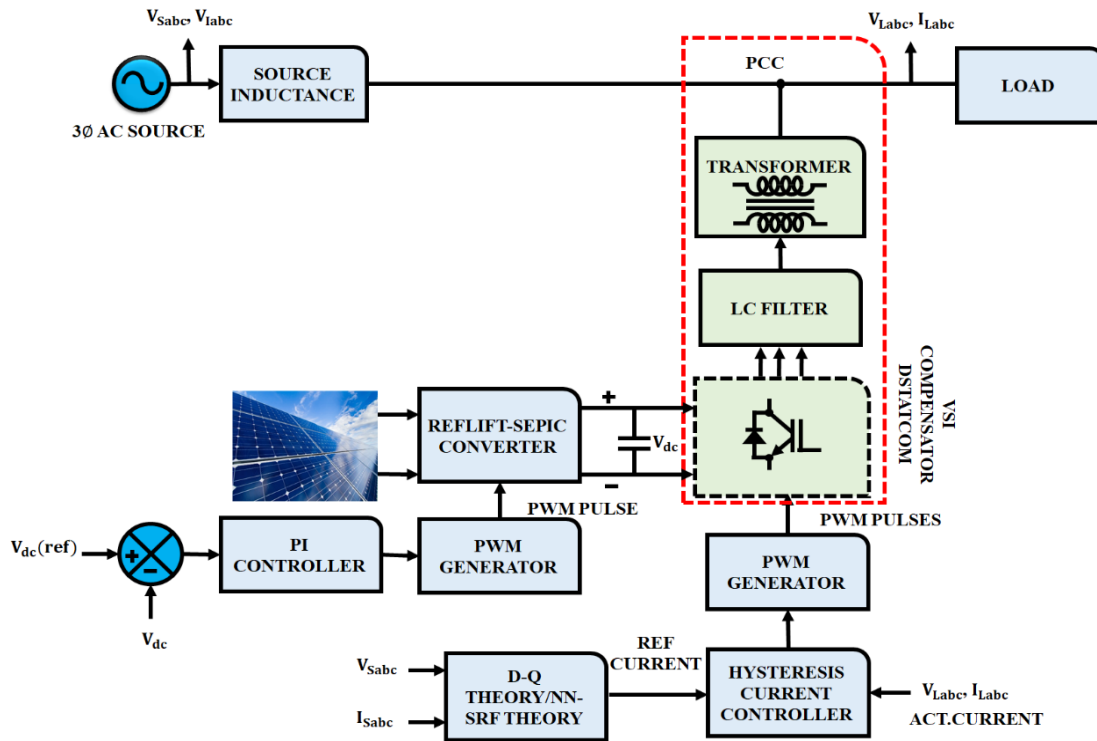 V_Sabc, V_Iabc
V_Labc, I_Labc
SOURCE
INDUCTANCE
PCC
LOAD
3∅ AC SOURCE
TRANSFORMER
LC FILTER
VSI
COMPENSATOR
DSTATCOM
REFLIFT-SEPIC
CONVERTER
+
V_dc
−
PWM PULSE
PWM PULSES
V_dc(ref)
+
−
PI
CONTROLLER
PWM
GENERATOR
PWM
GENERATOR
V_dc
REF
CURRENT
V_Sabc
D-Q
THEORY/NN-
SRF THEORY
I_Sabc
HYSTERESIS
CURRENT
CONTROLLER
V_Labc, I_Labc
ACT.CURRENT